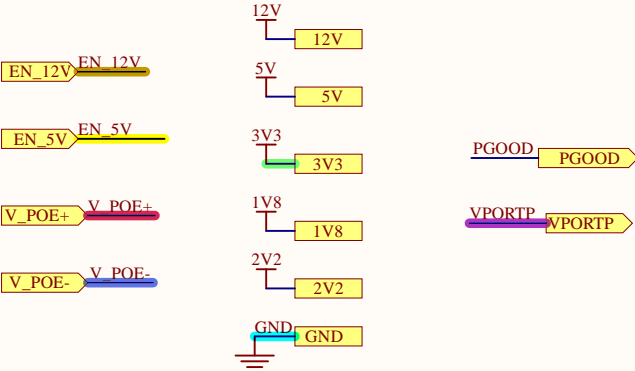 EN_12V EN_12V
EN_5V EN_5V
V_POE+ V_POE+
V_POE- V_POE-
12V
12V
5V
5V
3V3
3V3
1V8
1V8
2V2
2V2
GND GND
PGOOD PGOOD
VPORTP VPORTP